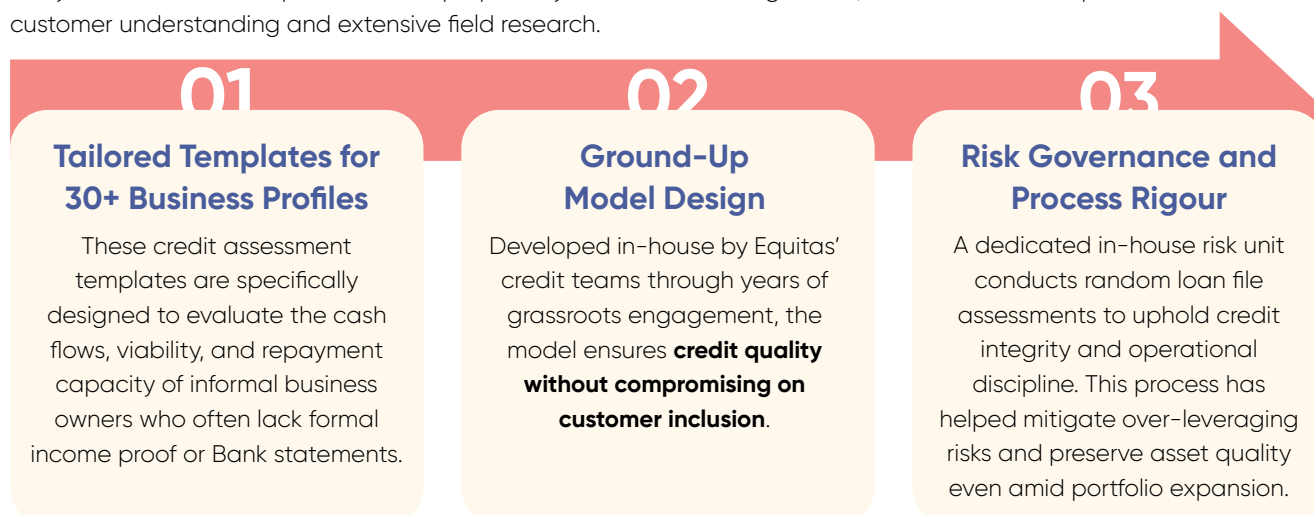 customer understanding and extensive field research.
01
02
03
Tailored Templates for
30+ Business Profiles
These credit assessment
templates are specifically
designed to evaluate the cash
flows, viability, and repayment
capacity of informal business
owners who often lack formal
income proof or Bank statements.
Ground-Up
Model Design
Developed in-house by Equitas’
credit teams through years of
grassroots engagement, the
model ensures credit quality
without compromising on
customer inclusion.
Risk Governance and
Process Rigour
A dedicated in-house risk unit
conducts random loan file
assessments to uphold credit
integrity and operational
discipline. This process has
helped mitigate over-leveraging
risks and preserve asset quality
even amid portfolio expansion.